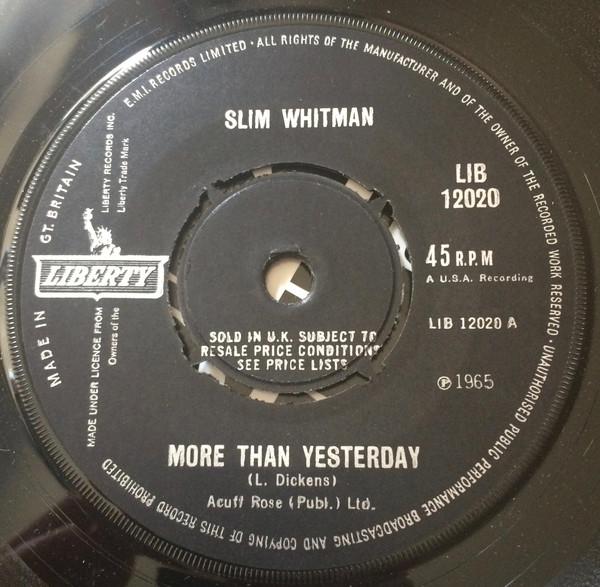 E.M.I. RECORDS LIMITED · ALL RIGHTS OF THE MANUFACTURER AND OF THE OWNER OF THE RECORDED WORK RESERVED · UNAUTHORISED PUBLIC PERFORMANCE BROADCASTING AND COPYING OF THIS RECORD PROHIBITED
MADE IN GT. BRITAIN
SLIM WHITMAN
LIBERTY RECORDS INC.
Liberty Trade Mark
LIBERTY
MADE UNDER LICENCE FROM
Owners of the
LIB
12020
45 R.P.M
A U.S.A. Recording
LIB 12020 A
℗ 1965
SOLD IN U.K. SUBJECT TO
RESALE PRICE CONDITIONS
SEE PRICE LISTS
MORE THAN YESTERDAY
(L. Dickens)
Acuff Rose (Publ.) Ltd.